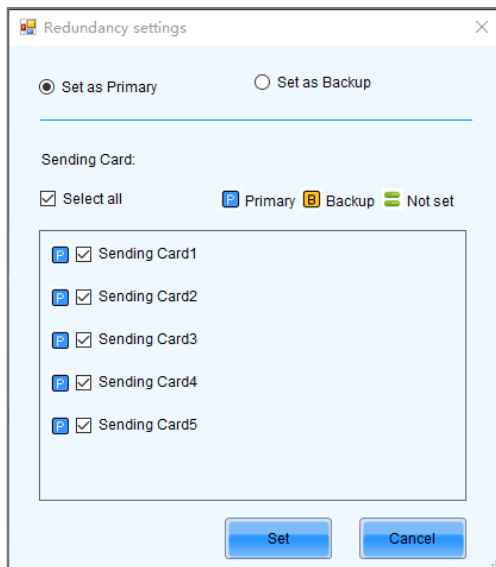 Redundancy settings
Set as Primary Set as Backup
Sending Card:
Select all P Primary B Backup Not set
P Sending Card1
P Sending Card2
P Sending Card3
P Sending Card4
P Sending Card5
Set Cancel